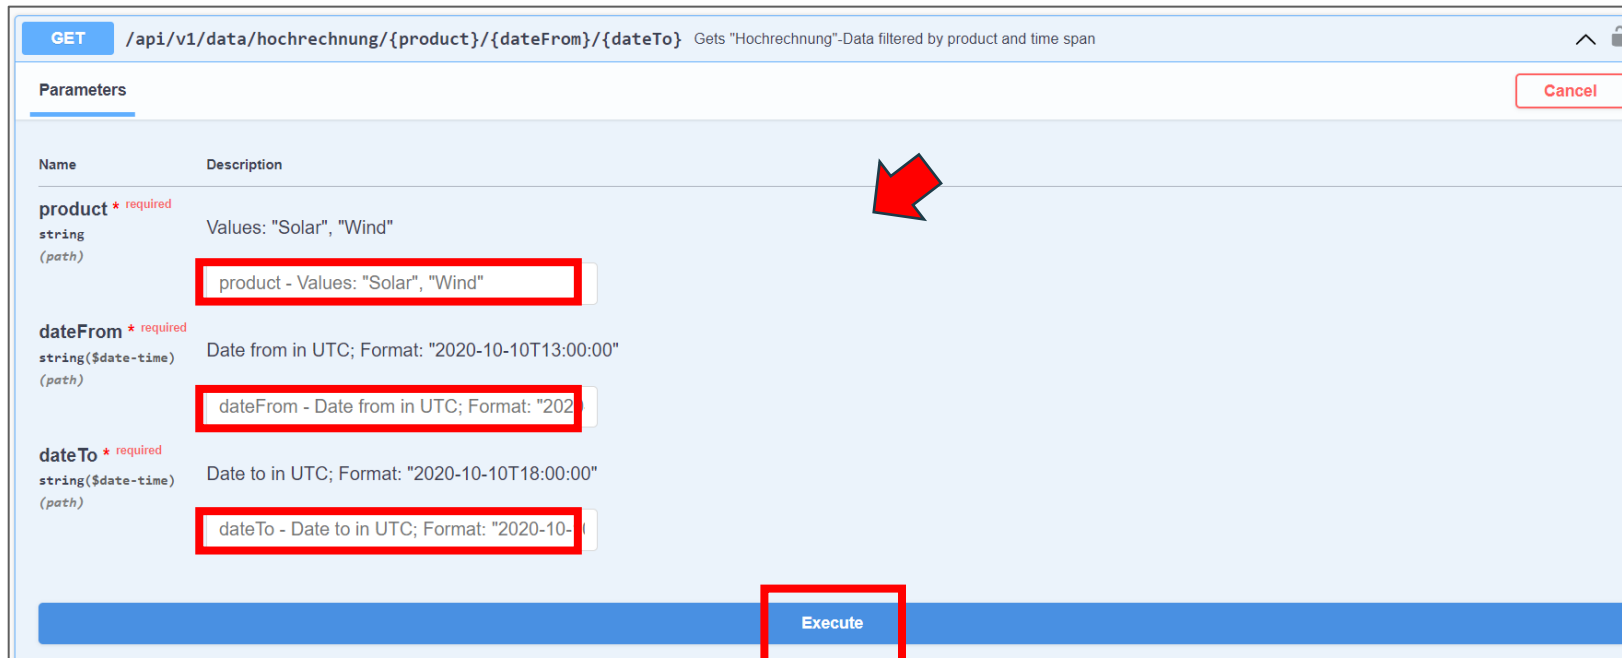 GET /api/v1/data/hochrechnung/{product}/{dateFrom}/{dateTo} Gets "Hochrechnung"-Data filtered by product and time span
Parameters
Cancel
Name Description
product * required
string
(path)
Values: "Solar", "Wind"
product - Values: "Solar", "Wind"
dateFrom * required
string($date-time)
(path)
Date from in UTC; Format: "2020-10-10T13:00:00"
dateFrom - Date from in UTC; Format: "202
dateTo * required
string($date-time)
(path)
Date to in UTC; Format: "2020-10-10T18:00:00"
dateTo - Date to in UTC; Format: "2020-10-
Execute